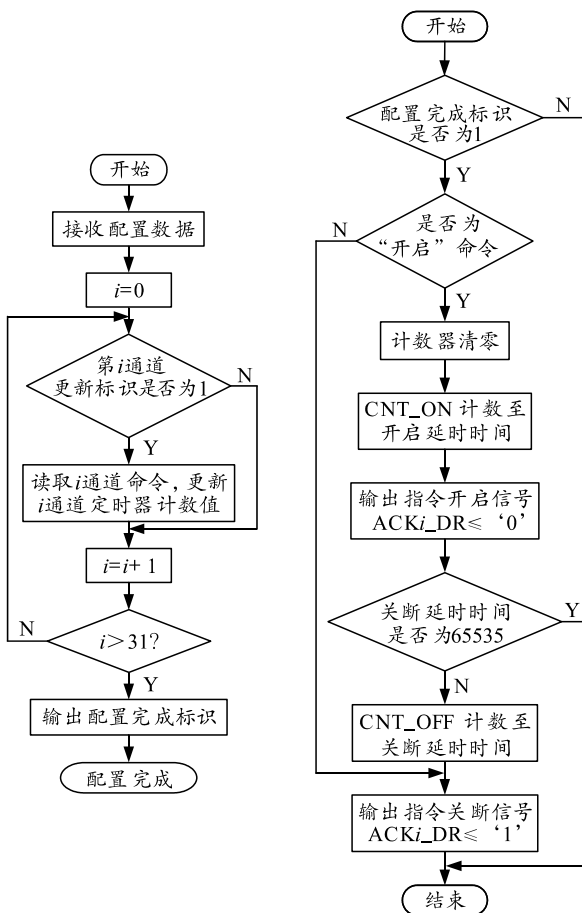 开始
接收配置数据
i=0
第i通道
更新标识是否为1
N
Y
读取i通道命令，更新
i通道定时器计数值
i=i+1
i>31?
N
Y
输出配置完成标识
配置完成
开始
配置完成标识
是否为1
N
Y
是否为
“开启”命令
N
Y
计数器清零
CNT_ON 计数至
开启延时时间
输出指令开启信号
ACKi_DR≤ ‘0’
关断延时时间
是否为65535
Y
N
CNT_OFF 计数至
关断延时时间
输出指令关断信号
ACKi_DR≤ ‘1’
结束